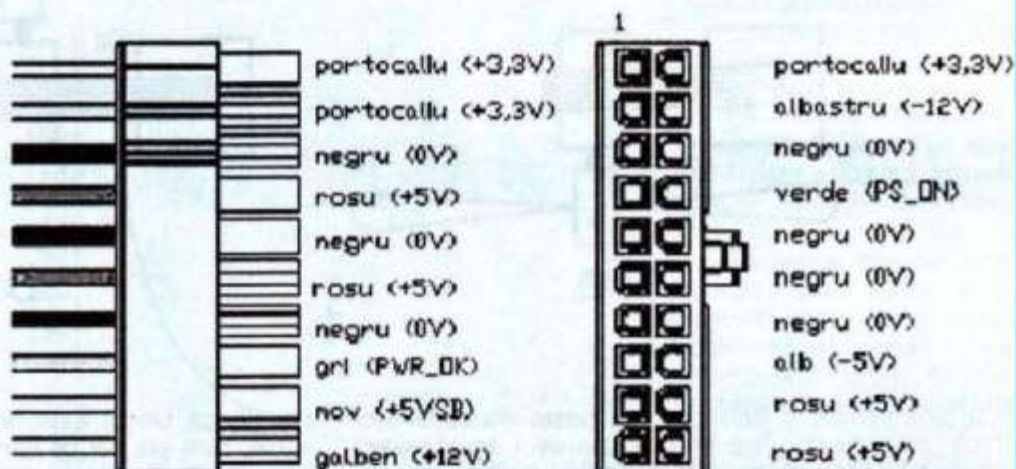 1
portocaliu (+3,3V)
portocaliu (+3,3V)
negru (0V)
rosu (+5V)
negru (0V)
rosu (+5V)
negru (0V)
gri (PWR_OK)
mov (+5VSB)
galben (+12V)
portocaliu (+3,3V)
albastru (-12V)
negru (0V)
verde (PS_ON)
negru (0V)
negru (0V)
negru (0V)
alb (-5V)
rosu (+5V)
rosu (+5V)